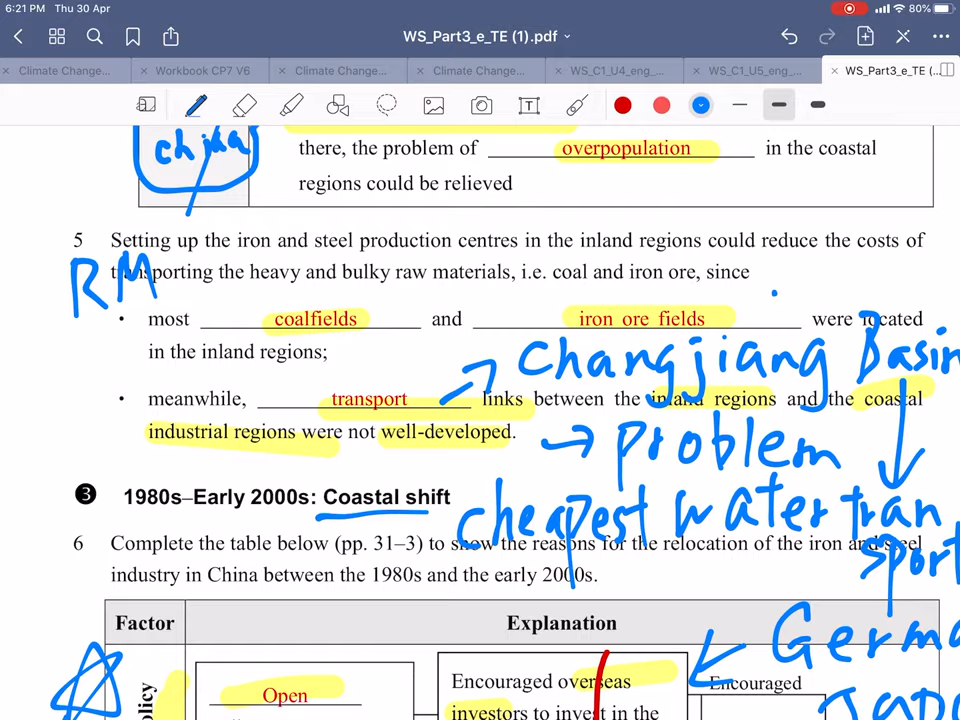 6:21 PM Thu 30 Apr
80%
WS_Part3_e_TE (1).pdf
Climate Change...
Workbook CP7 V6
Climate Change...
Climate Change...
WS_C1_U4_eng_...
WS_C1_U5_eng_...
WS_Part3_e_TE (...
china
there, the problem of overpopulation in the coastal
regions could be relieved
5 Setting up the iron and steel production centres in the inland regions could reduce the costs of
transporting the heavy and bulky raw materials, i.e. coal and iron ore, since
RM
• most coalfields and iron ore fields were located
in the inland regions;
Changjiang Basin
• meanwhile, transport links between the inland regions and the coastal
industrial regions were not well-developed.
→ problem
3 1980s–Early 2000s: Coastal shift
cheapest water tran
sport
6 Complete the table below (pp. 31–3) to show the reasons for the relocation of the iron and steel
industry in China between the 1980s and the early 2000s.
Factor Explanation
Germa
olicy
Open
Encouraged overseas
investors to invest in the
Encouraged
Japa